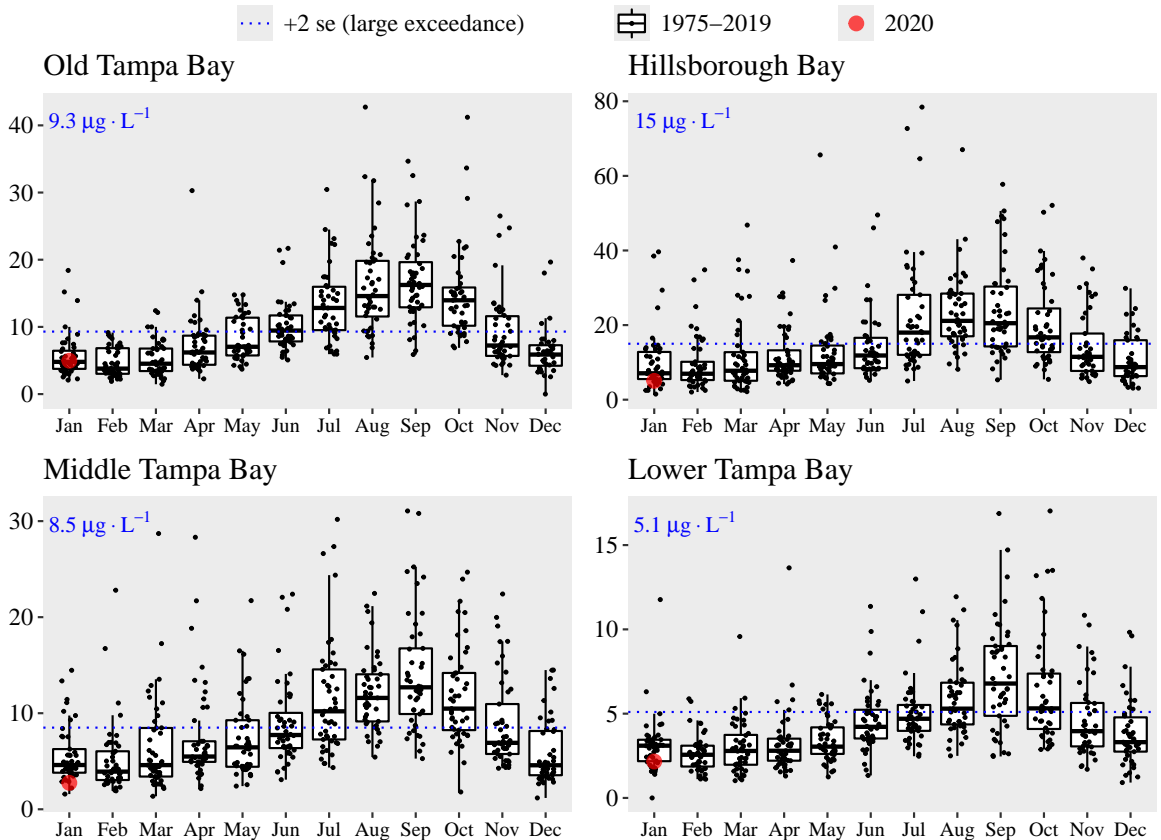 +2 se (large exceedance) 1975−2019 2020
Old Tampa Bay
9.3 μg · L⁻¹
40
30
20
10
0
Jan Feb Mar Apr May Jun Jul Aug Sep Oct Nov Dec
Hillsborough Bay
15 μg · L⁻¹
80
60
40
20
0
Jan Feb Mar Apr May Jun Jul Aug Sep Oct Nov Dec
Middle Tampa Bay
8.5 μg · L⁻¹
30
20
10
0
Jan Feb Mar Apr May Jun Jul Aug Sep Oct Nov Dec
Lower Tampa Bay
5.1 μg · L⁻¹
15
10
5
0
Jan Feb Mar Apr May Jun Jul Aug Sep Oct Nov Dec